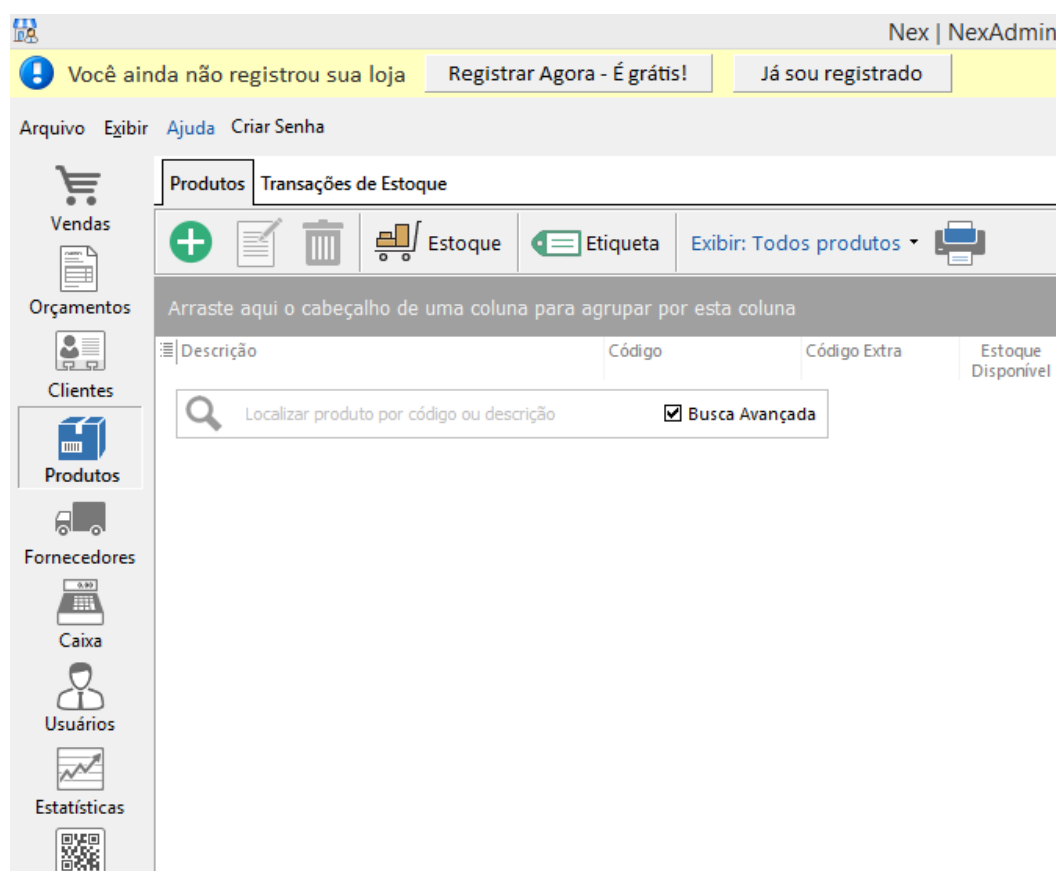 Nex | NexAdmin
Você ainda não registrou sua loja Registrar Agora - É grátis! Já sou registrado
Arquivo Exibir Ajuda Criar Senha
Produtos Transações de Estoque
Estoque Etiqueta Exibir: Todos produtos
Arraste aqui o cabeçalho de uma coluna para agrupar por esta coluna
Descrição Código Código Extra Estoque
Disponível
Localizar produto por código ou descrição Busca Avançada
Vendas
Orçamentos
Clientes
Produtos
Fornecedores
0,00
Caixa
Usuários
Estatísticas